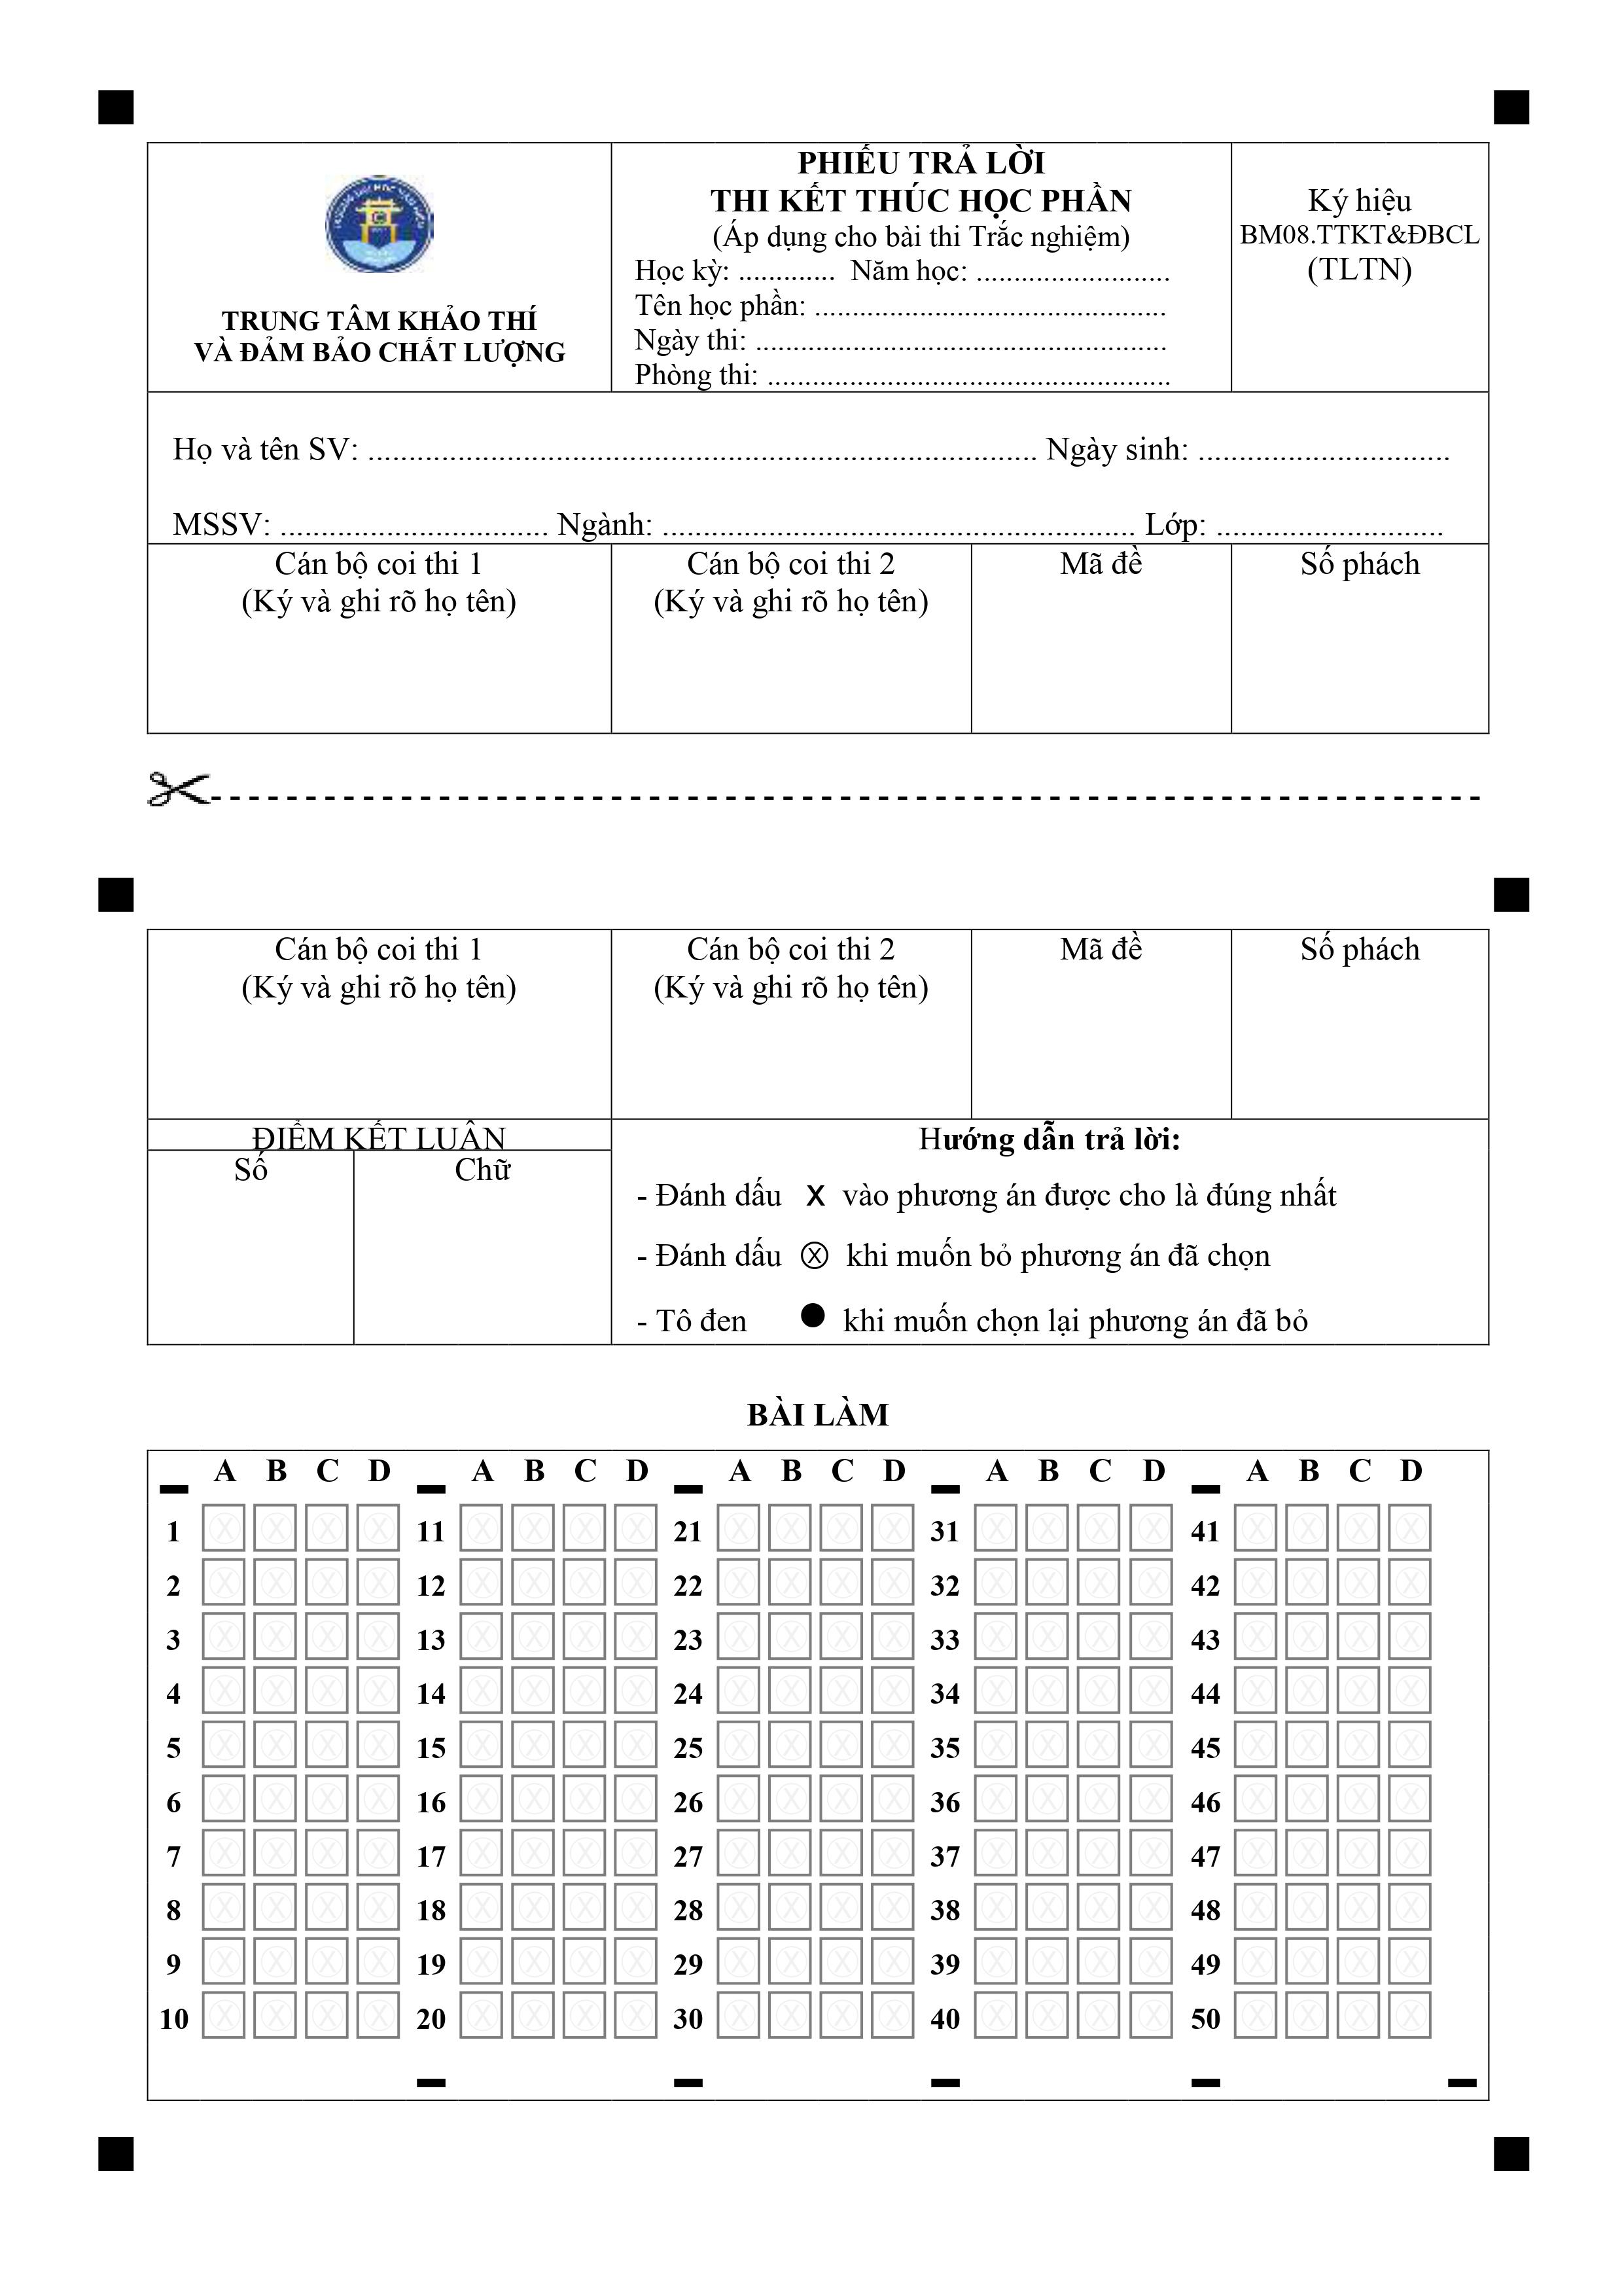 PHIẾU TRẢ LỜI
THI KẾT THÚC HỌC PHẦN
(Áp dụng cho bài thi Trắc nghiệm)
Học kỳ: ............. Năm học: ..........................
Tên học phần: ...............................................
Ngày thi: .......................................................
Phòng thi: ......................................................
TRUNG TÂM KHẢO THÍ
VÀ ĐẢM BẢO CHẤT LƯỢNG
Ký hiệu
BM08.TTKT&ĐBCL
(TLTN)
Họ và tên SV: ................................................................................ Ngày sinh: ..............................
MSSV: ................................ Ngành: ......................................................... Lớp: ...........................
Cán bộ coi thi 1
(Ký và ghi rõ họ tên)
Cán bộ coi thi 2
(Ký và ghi rõ họ tên)
Mã đề
Số phách
Cán bộ coi thi 1
(Ký và ghi rõ họ tên)
Cán bộ coi thi 2
(Ký và ghi rõ họ tên)
Mã đề
Số phách
ĐIỂM KẾT LUẬN
Số
Chữ
Hướng dẫn trả lời:
- Đánh dấu X vào phương án được cho là đúng nhất
- Đánh dấu ⓧ khi muốn bỏ phương án đã chọn
- Tô đen ● khi muốn chọn lại phương án đã bỏ
BÀI LÀM
A B C D A B C D A B C D A B C D A B C D
1 11 21 31 41
2 12 22 32 42
3 13 23 33 43
4 14 24 34 44
5 15 25 35 45
6 16 26 36 46
7 17 27 37 47
8 18 28 38 48
9 19 29 39 49
10 20 30 40 50